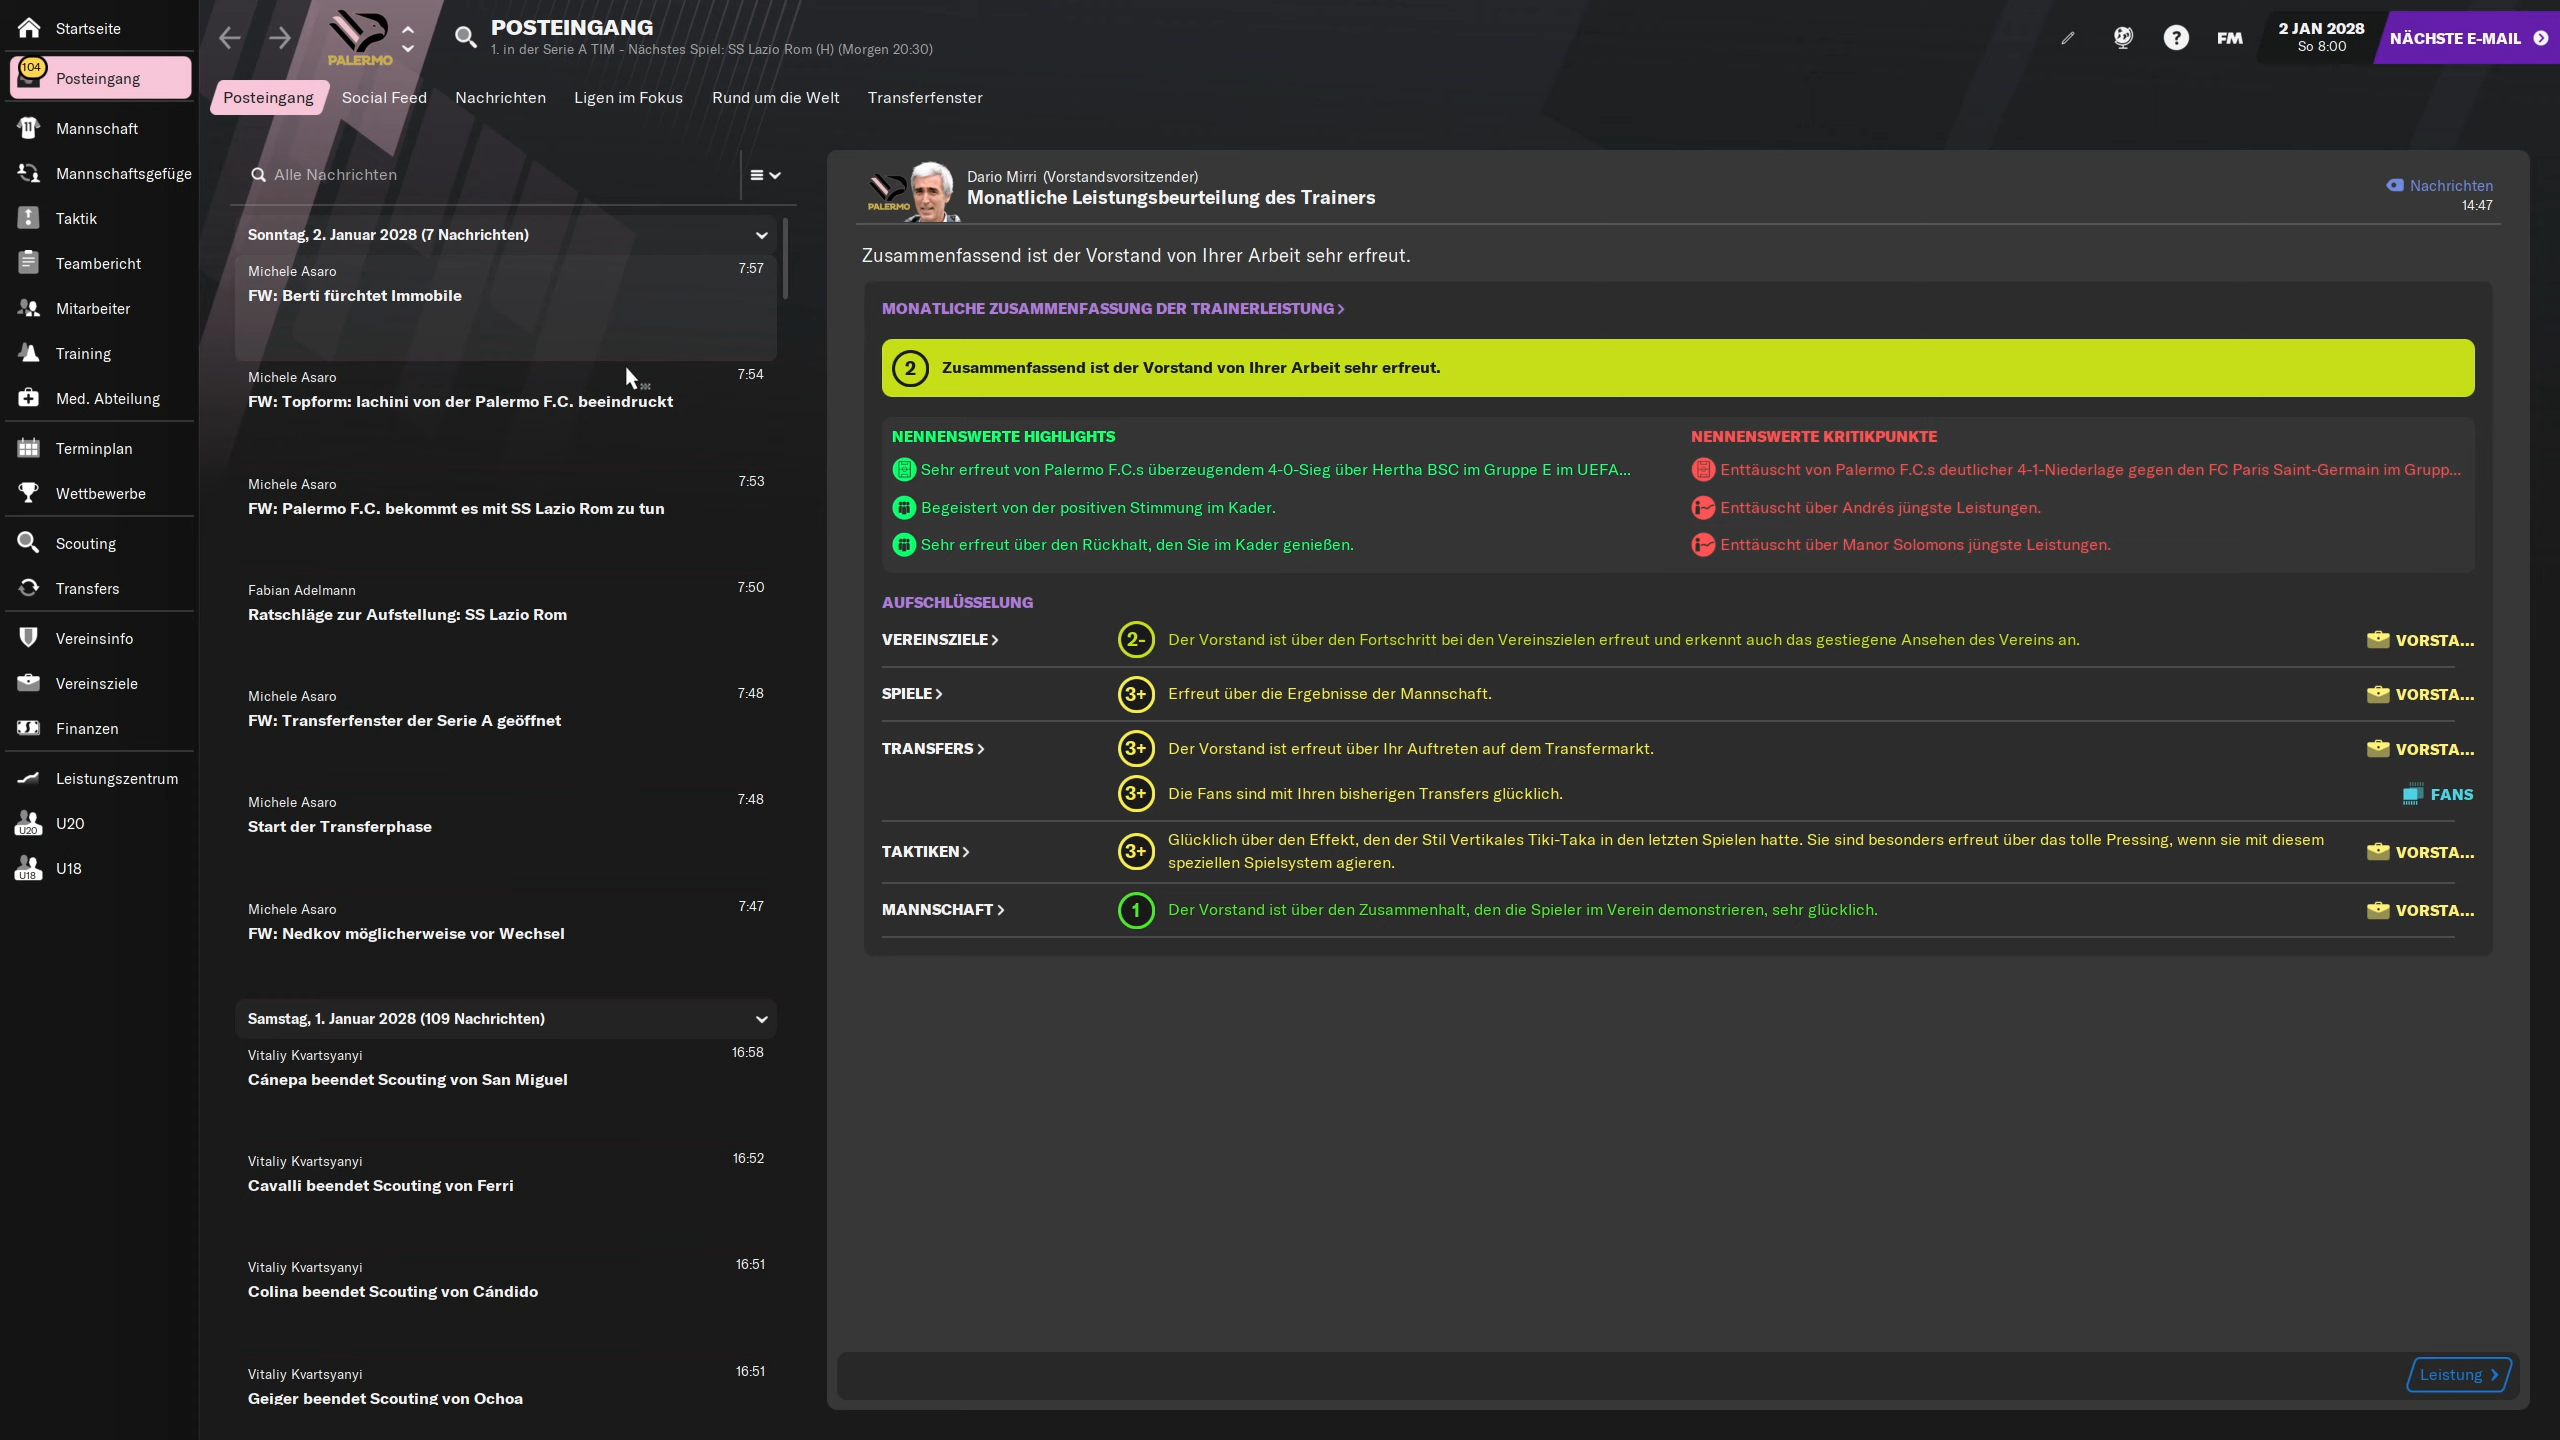 Startseite
104
Posteingang
Mannschaft
Mannschaftsgefüge
Taktik
Teambericht
Mitarbeiter
Training
Med. Abteilung
Terminplan
Wettbewerbe
Scouting
Transfers
Vereinsinfo
Vereinsziele
Finanzen
Leistungszentrum
U20
U20
U18
U18
PALERMO
POSTEINGANG
1. in der Serie A TIM - Nächstes Spiel: SS Lazio Rom (H) (Morgen 20:30)
FM
2 JAN 2028
So 8:00
NÄCHSTE E-MAIL
Posteingang Social Feed Nachrichten Ligen im Fokus Rund um die Welt Transferfenster
Alle Nachrichten
Sonntag, 2. Januar 2028 (7 Nachrichten)
Michele Asaro 7:57
FW: Berti fürchtet Immobile
Michele Asaro 7:54
FW: Topform: Iachini von der Palermo F.C. beeindruckt
Michele Asaro 7:53
FW: Palermo F.C. bekommt es mit SS Lazio Rom zu tun
Fabian Adelmann 7:50
Ratschläge zur Aufstellung: SS Lazio Rom
Michele Asaro 7:48
FW: Transferfenster der Serie A geöffnet
Michele Asaro 7:48
Start der Transferphase
Michele Asaro 7:47
FW: Nedkov möglicherweise vor Wechsel
Samstag, 1. Januar 2028 (109 Nachrichten)
Vitaliy Kvartsyanyi 16:58
Cánepa beendet Scouting von San Miguel
Vitaliy Kvartsyanyi 16:52
Cavalli beendet Scouting von Ferri
Vitaliy Kvartsyanyi 16:51
Colina beendet Scouting von Cándido
Vitaliy Kvartsyanyi 16:51
Geiger beendet Scouting von Ochoa
PALERMO
Dario Mirri (Vorstandsvorsitzender)
Monatliche Leistungsbeurteilung des Trainers
Nachrichten
14:47
Zusammenfassend ist der Vorstand von Ihrer Arbeit sehr erfreut.
MONATLICHE ZUSAMMENFASSUNG DER TRAINERLEISTUNG
2 Zusammenfassend ist der Vorstand von Ihrer Arbeit sehr erfreut.
NENNENSWERTE HIGHLIGHTS
Sehr erfreut von Palermo F.C.s überzeugendem 4-0-Sieg über Hertha BSC im Gruppe E im UEFA...
Begeistert von der positiven Stimmung im Kader.
Sehr erfreut über den Rückhalt, den Sie im Kader genießen.
NENNENSWERTE KRITIKPUNKTE
Enttäuscht von Palermo F.C.s deutlicher 4-1-Niederlage gegen den FC Paris Saint-Germain im Grupp...
Enttäuscht über Andrés jüngste Leistungen.
Enttäuscht über Manor Solomons jüngste Leistungen.
AUFSCHLÜSSELUNG
VEREINSZIELE 2- Der Vorstand ist über den Fortschritt bei den Vereinszielen erfreut und erkennt auch das gestiegene Ansehen des Vereins an. VORSTA...
SPIELE 3+ Erfreut über die Ergebnisse der Mannschaft. VORSTA...
TRANSFERS 3+ Der Vorstand ist erfreut über Ihr Auftreten auf dem Transfermarkt. VORSTA...
3+ Die Fans sind mit Ihren bisherigen Transfers glücklich. FANS
TAKTIKEN 3+ Glücklich über den Effekt, den der Stil Vertikales Tiki-Taka in den letzten Spielen hatte. Sie sind besonders erfreut über das tolle Pressing, wenn sie mit diesem
speziellen Spielsystem agieren. VORSTA...
MANNSCHAFT 1 Der Vorstand ist über den Zusammenhalt, den die Spieler im Verein demonstrieren, sehr glücklich. VORSTA...
Leistung